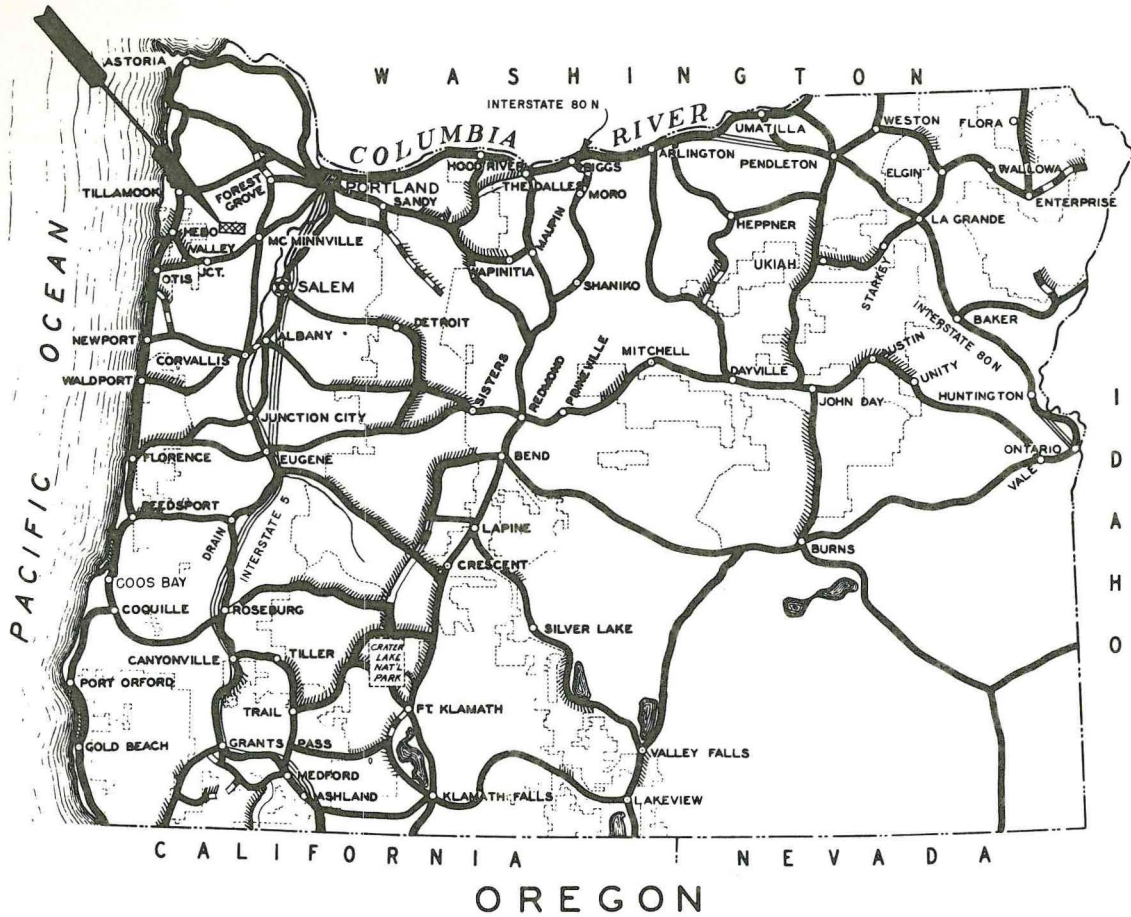 WASHINGTON
ASTORIA
INTERSTATE 80 N
COLUMBIA RIVER
UMATILLA
WESTON
FLORA
HOOD RIVER
BIGGS
ARLINGTON
PENDLETON
ELGIN
WALLOWA
TILLAMOOK
FOREST GROVE
PORTLAND
THE DALLES
MORO
ENTERPRISE
SANDY
HEPPNER
LA GRANDE
HEBO
VALLEY JCT.
MC MINNVILLE
MAUPIN
WAPINITIA
UKIAH
STARKEY
OTIS
SALEM
SHANIKO
BAKER
INTERSTATE 80 N
NEWPORT
ALBANY
DETROIT
CORVALLIS
MITCHELL
AUSTIN
WALDPORT
SISTERS
REDMOND
PRINEVILLE
DAYVILLE
UNITY
JOHN DAY
HUNTINGTON
JUNCTION CITY
FLORENCE
EUGENE
BEND
ONTARIO
VALE
IDAHO
PACIFIC OCEAN
REEDSPORT
DRAIN
INTERSTATE 5
LAPINE
BURNS
CRESCENT
COOS BAY
COQUILLE
ROSEBURG
SILVER LAKE
CANYONVILLE
TILLER
CRATER
LAKE
NAT'L
PARK
PORT ORFORD
TRAIL
FT. KLAMATH
GOLD BEACH
GRANTS PASS
VALLEY FALLS
MEDFORD
ASHLAND
KLAMATH FALLS
LAKEVIEW
CALIFORNIA
NEVADA
OREGON